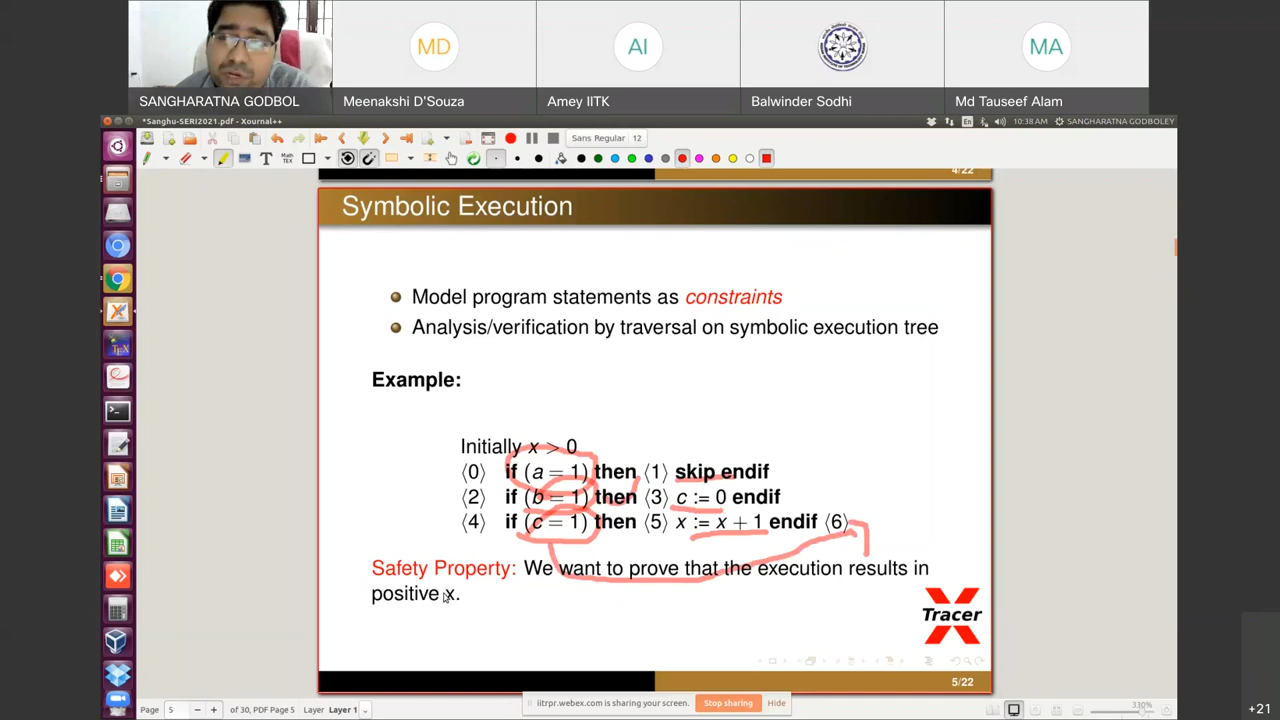 MD
AI
MA
SANGHARATNA GODBOL
Meenakshi D'Souza
Amey IITK
Balwinder Sodhi
Md Tauseef Alam
*Sanghu-SERI2021.pdf - Xournal++
En
10:38 AM
SANGHARATNA GODBOLEY
Sans Regular 12
4/22
Symbolic Execution
Model program statements as constraints
Analysis/verification by traversal on symbolic execution tree
Example:
Initially x > 0
⟨0⟩ if (a = 1) then ⟨1⟩ skip endif
⟨2⟩ if (b = 1) then ⟨3⟩ c := 0 endif
⟨4⟩ if (c = 1) then ⟨5⟩ x := x + 1 endif ⟨6⟩
Safety Property: We want to prove that the execution results in
positive x.
X
Tracer
5/22
iitrpr.webex.com is sharing your screen.
Stop sharing
Hide
Page 5 of 30, PDF Page 5 Layer Layer 1
330%
+21